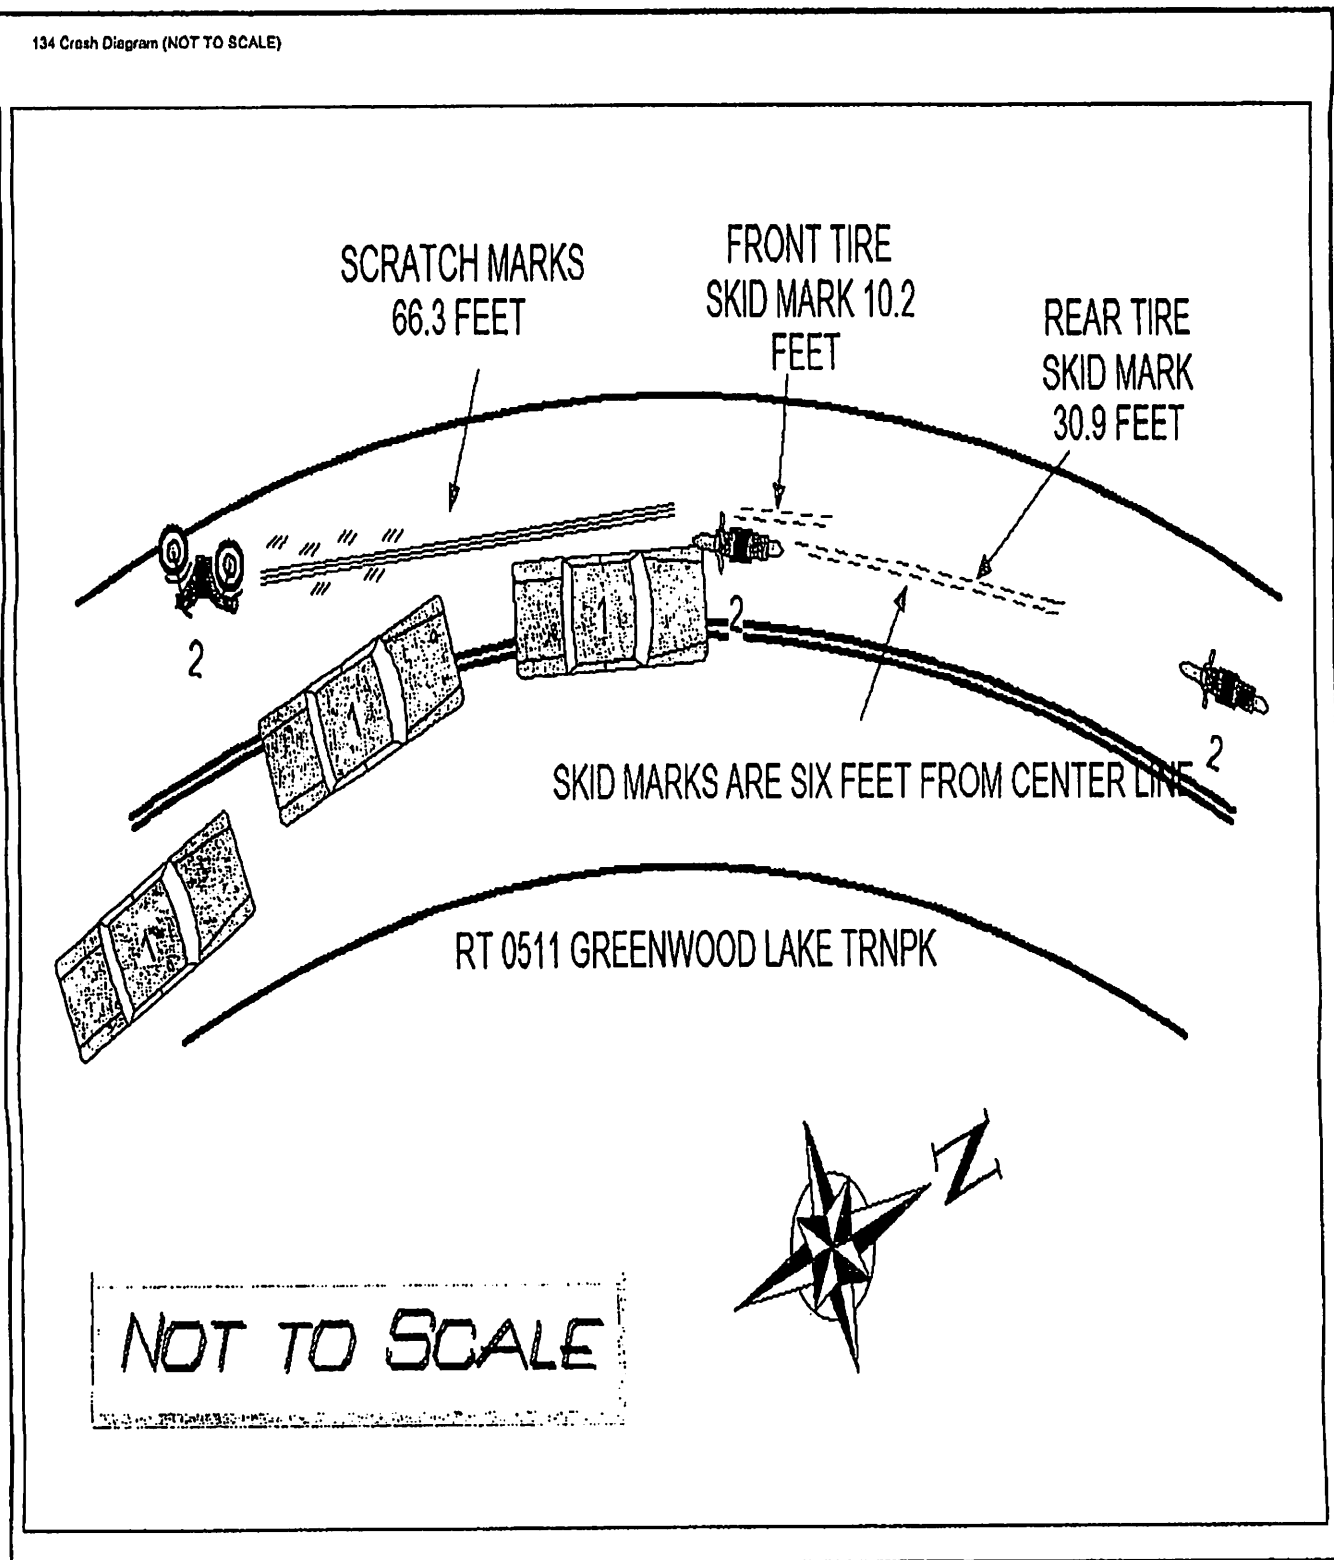 134 Crash Diagram (NOT TO SCALE)
SCRATCH MARKS
66.3 FEET
FRONT TIRE
SKID MARK 10.2
FEET
REAR TIRE
SKID MARK
30.9 FEET
2
1
2
1
2
SKID MARKS ARE SIX FEET FROM CENTER LINE
1
RT 0511 GREENWOOD LAKE TRNPK
N
NOT TO SCALE